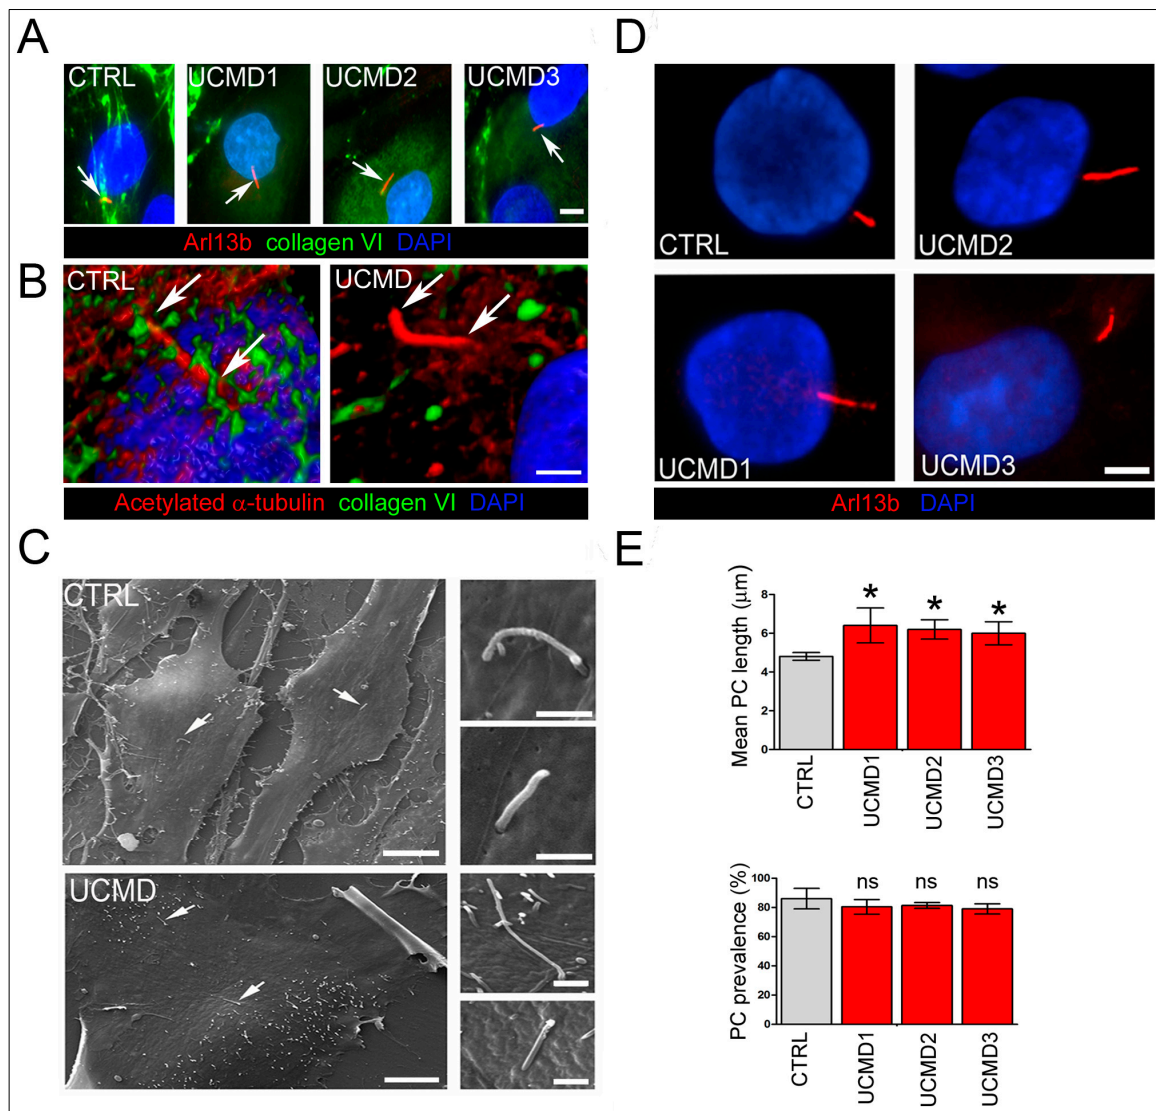 A
CTRL UCMD1 UCMD2 UCMD3
Arl13b collagen VI DAPI
B
CTRL UCMD
Acetylated α-tubulin collagen VI DAPI
C
CTRL
UCMD
D
CTRL UCMD2
UCMD1 UCMD3
Arl13b DAPI
E
Mean PC length (μm)
8
6
4
2
0
* * *
CTRL UCMD1 UCMD2 UCMD3
PC prevalence (%)
100
80
60
40
20
0
ns ns ns
CTRL UCMD1 UCMD2 UCMD3